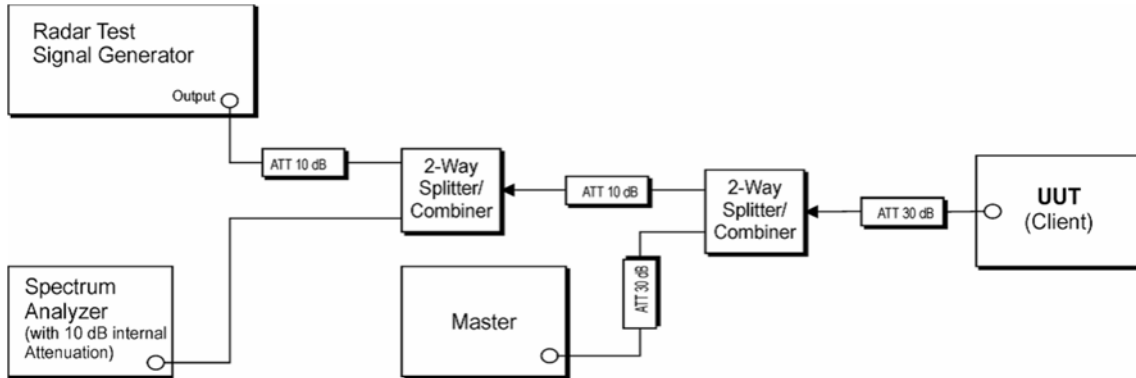 Radar Test
Signal Generator
Output
ATT 10 dB
2-Way
Splitter/
Combiner
ATT 10 dB
2-Way
Splitter/
Combiner
ATT 30 dB
UUT
(Client)
Spectrum
Analyzer
(with 10 dB internal
Attenuation)
Master
ATT 30 dB